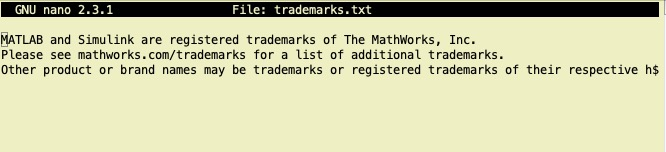 GNU nano 2.3.1 File: trademarks.txt
MATLAB and Simulink are registered trademarks of The MathWorks, Inc.
Please see mathworks.com/trademarks for a list of additional trademarks.
Other product or brand names may be trademarks or registered trademarks of their respective h$